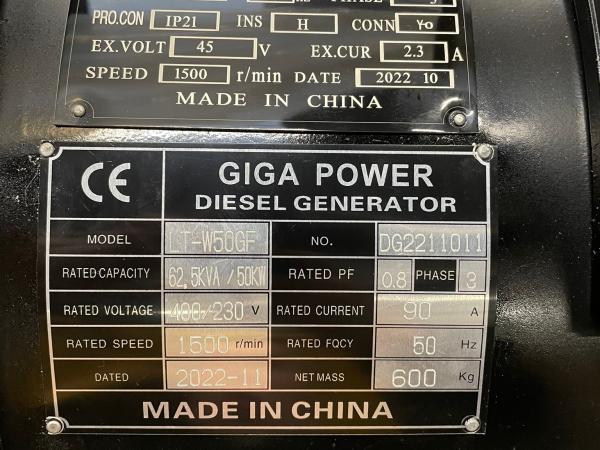 PHASE 3
PRO.CON IP21 INS H CONN Yo
EX.VOLT 45 V EX.CUR 2.3 A
SPEED 1500 r/min DATE 2022 10
MADE IN CHINA
CE GIGA POWER
DIESEL GENERATOR
MODEL LT-W50GF NO. DG2211011
RATED CAPACITY 62.5KVA/50KW RATED PF 0.8 PHASE 3
RATED VOLTAGE 400/230 V RATED CURRENT 90 A
RATED SPEED 1500 r/min RATED FQCY 50 Hz
DATED 2022-11 NET MASS 600 Kg
MADE IN CHINA